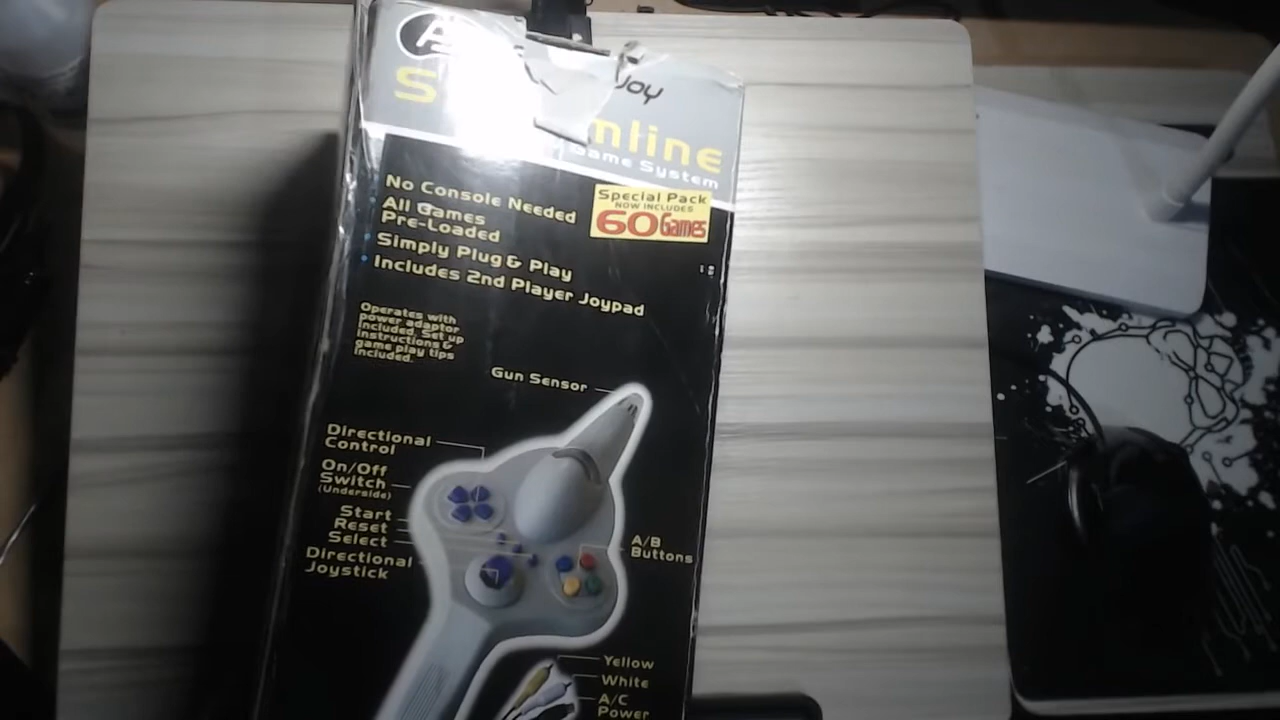 Joy
Game System
No Console Needed
All Games
Pre-Loaded
Simply Plug & Play
Includes 2nd Player Joypad
Special Pack
NOW INCLUDES
60 Games
Operates with
power adaptor
included. Set up
instructions &
game play tips
included.
Gun Sensor
Directional
Control
On/Off
Switch
(Underside)
Start
Reset
Select
Directional
Joystick
A/B
Buttons
Yellow
White
A/C
Power